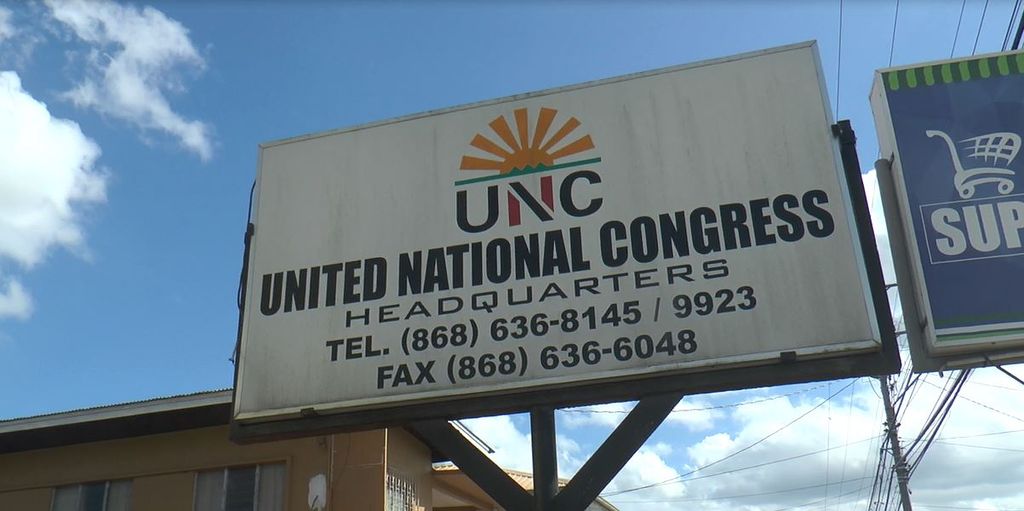 UNC
UNITED NATIONAL CONGRESS
HEADQUARTERS
TEL. (868) 636-8145 / 9923
FAX (868) 636-6048
SUP